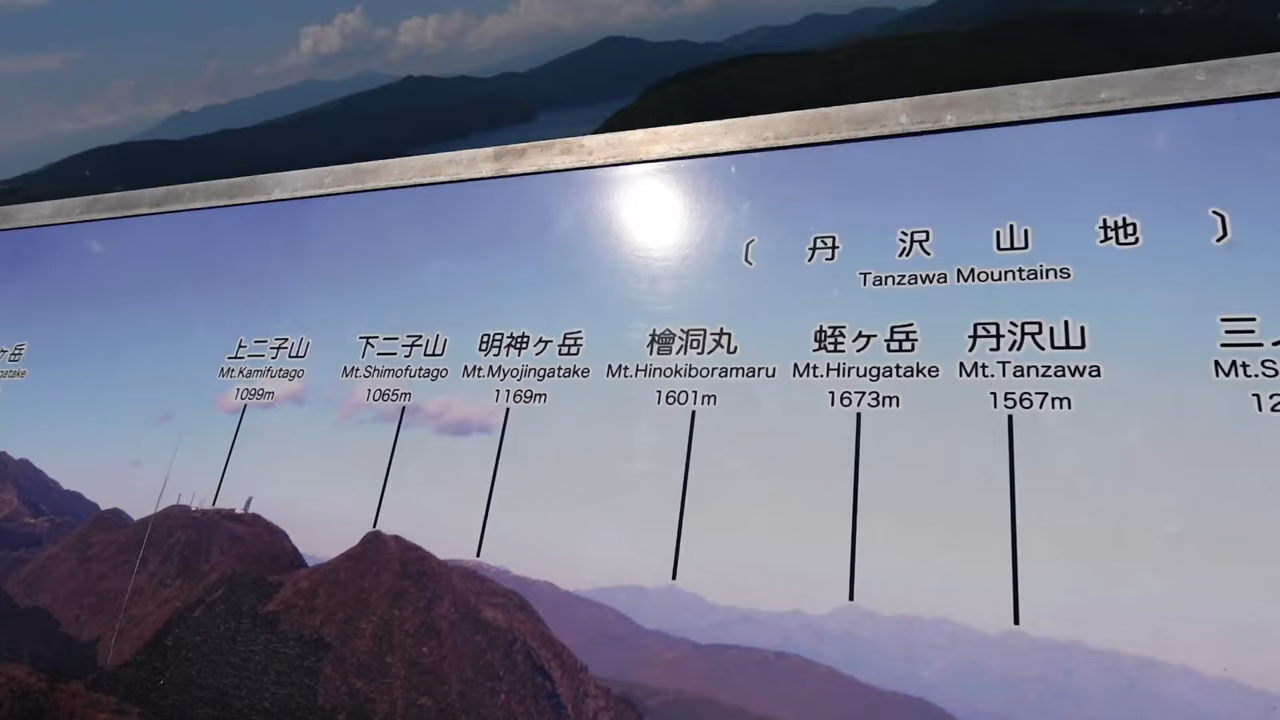 〔 丹沢山地 〕
Tanzawa Mountains
上二子山
Mt.Kamifutago
1099m
下二子山
Mt.Shimofutago
1065m
明神ヶ岳
Mt.Myojingatake
1169m
檜洞丸
Mt.Hinokiboramaru
1601m
蛭ヶ岳
Mt.Hirugatake
1673m
丹沢山
Mt.Tanzawa
1567m